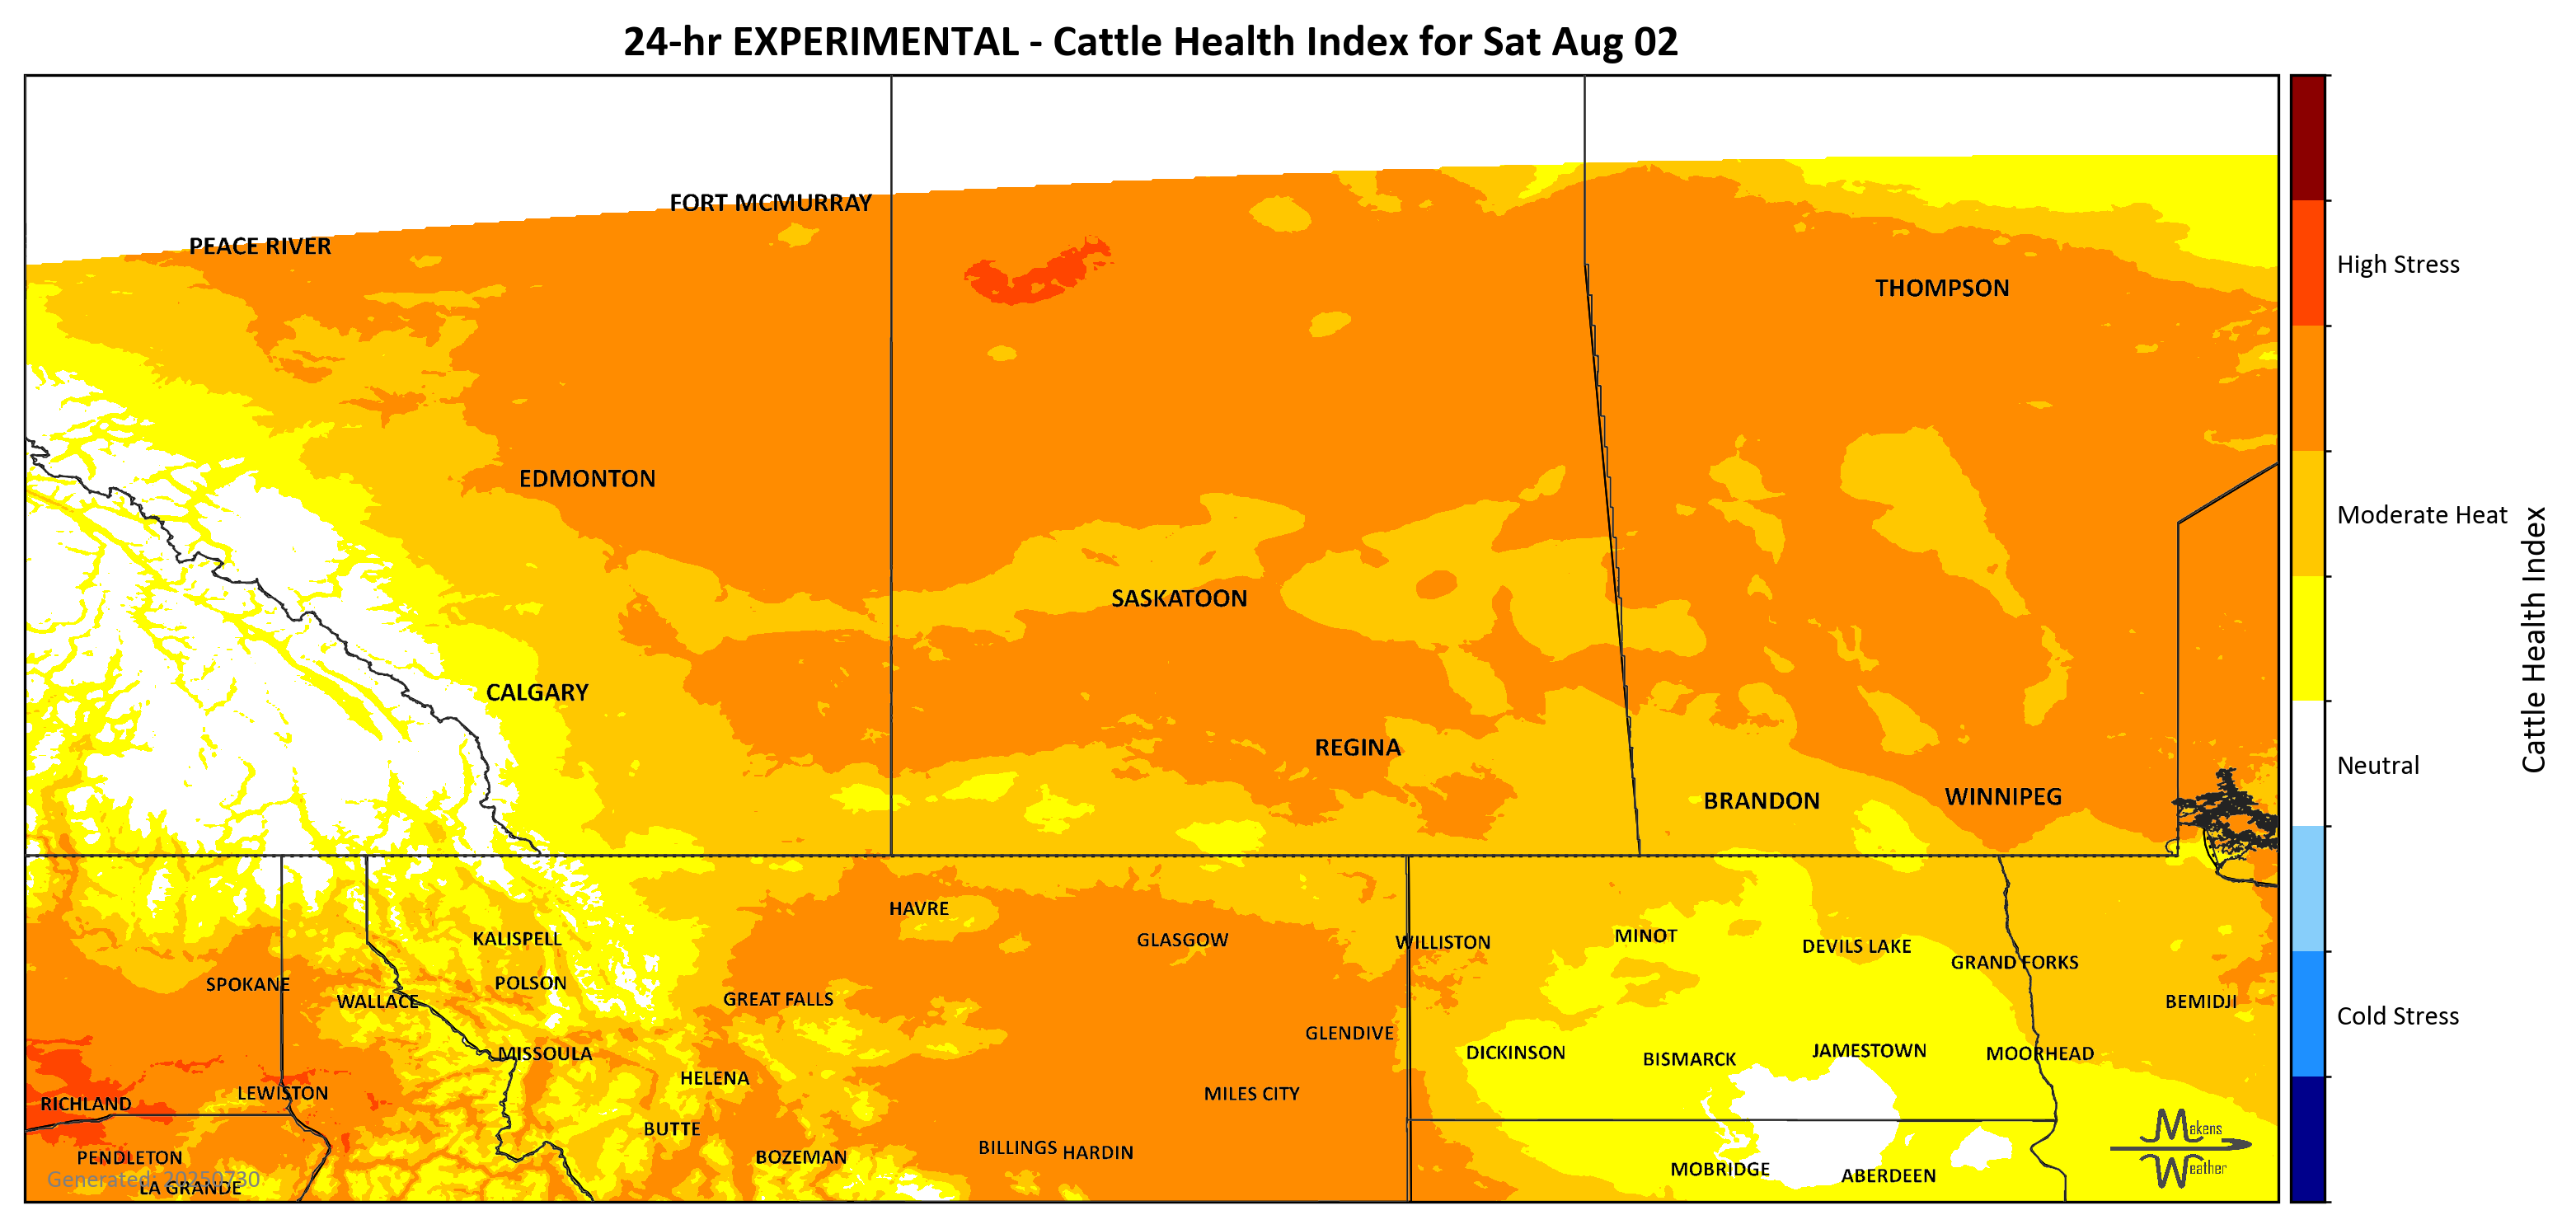 24-hr EXPERIMENTAL - Cattle Health Index for Sat Aug 02
FORT MCMURRAY
PEACE RIVER
High Stress
THOMPSON
EDMONTON
Moderate Heat
SASKATOON
Cattle Health Index
CALGARY
REGINA
Neutral
BRANDON
WINNIPEG
HAVRE
KALISPELL
GLASGOW
WILLISTON
MINOT
DEVILS LAKE
GRAND FORKS
SPOKANE
POLSON
WALLACE
GREAT FALLS
BEMIDJI
Cold Stress
GLENDIVE
MISSOULA
DICKINSON
BISMARCK
JAMESTOWN
MOORHEAD
HELENA
LEWISTON
MILES CITY
RICHLAND
BUTTE
Makens
Weather
PENDLETON
BOZEMAN
BILLINGS
HARDIN
MOBRIDGE
ABERDEEN
Generated: 20250730
LA GRANDE